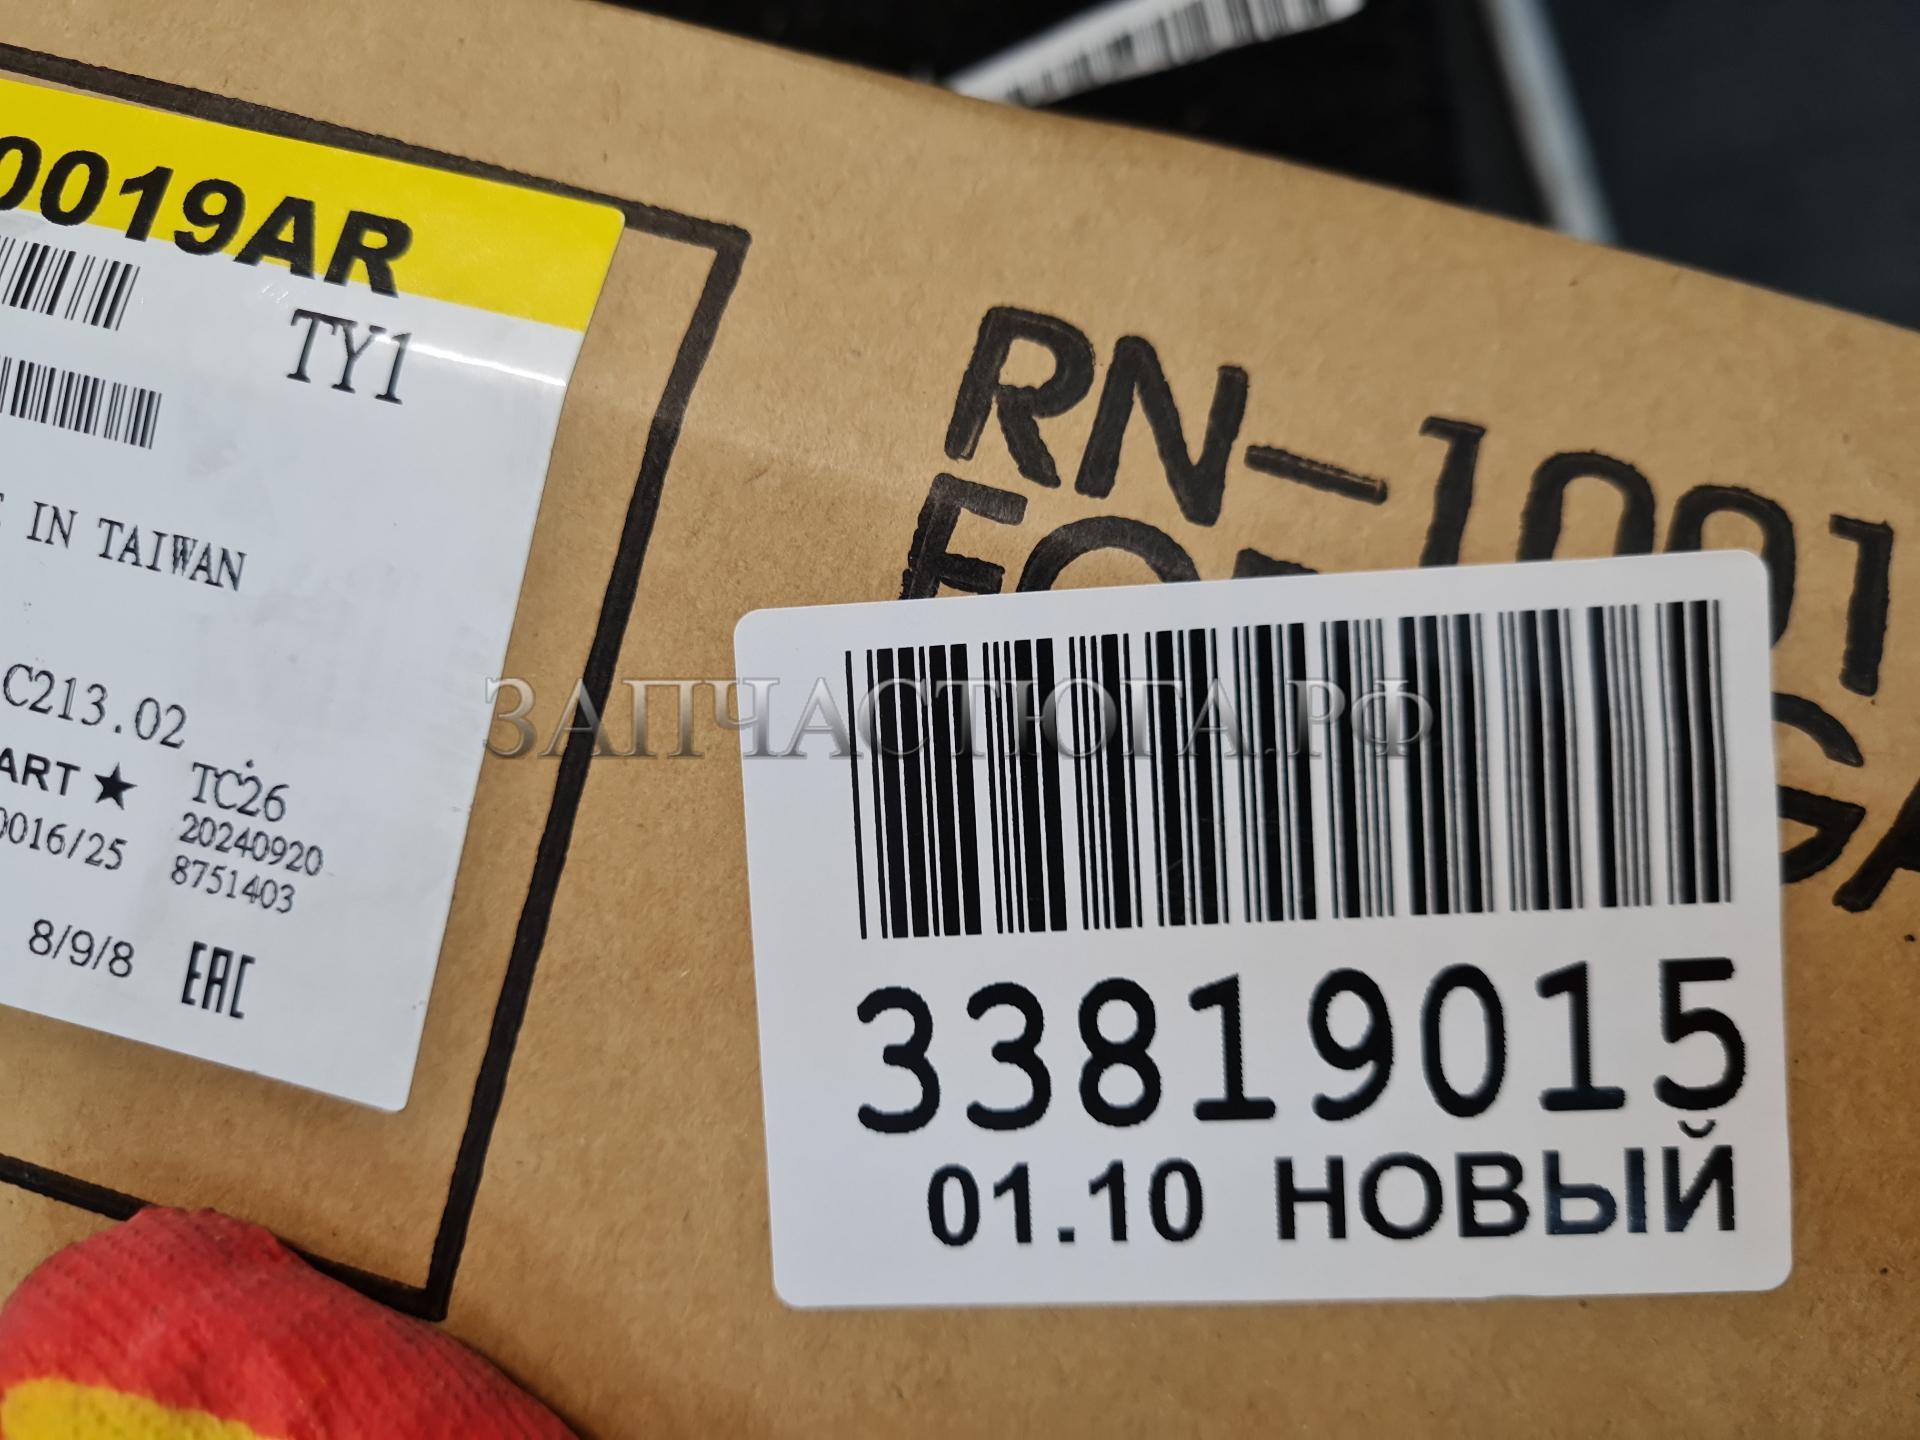 0019AR
TY1
IN TAIWAN
C213.02
ART ★ TC26
0016/25 20240920
8751403
8/9/8 EAC
RN-1001
ЗАПЧАСТЮГА.РФ
33819015
01.10 НОВЫЙ